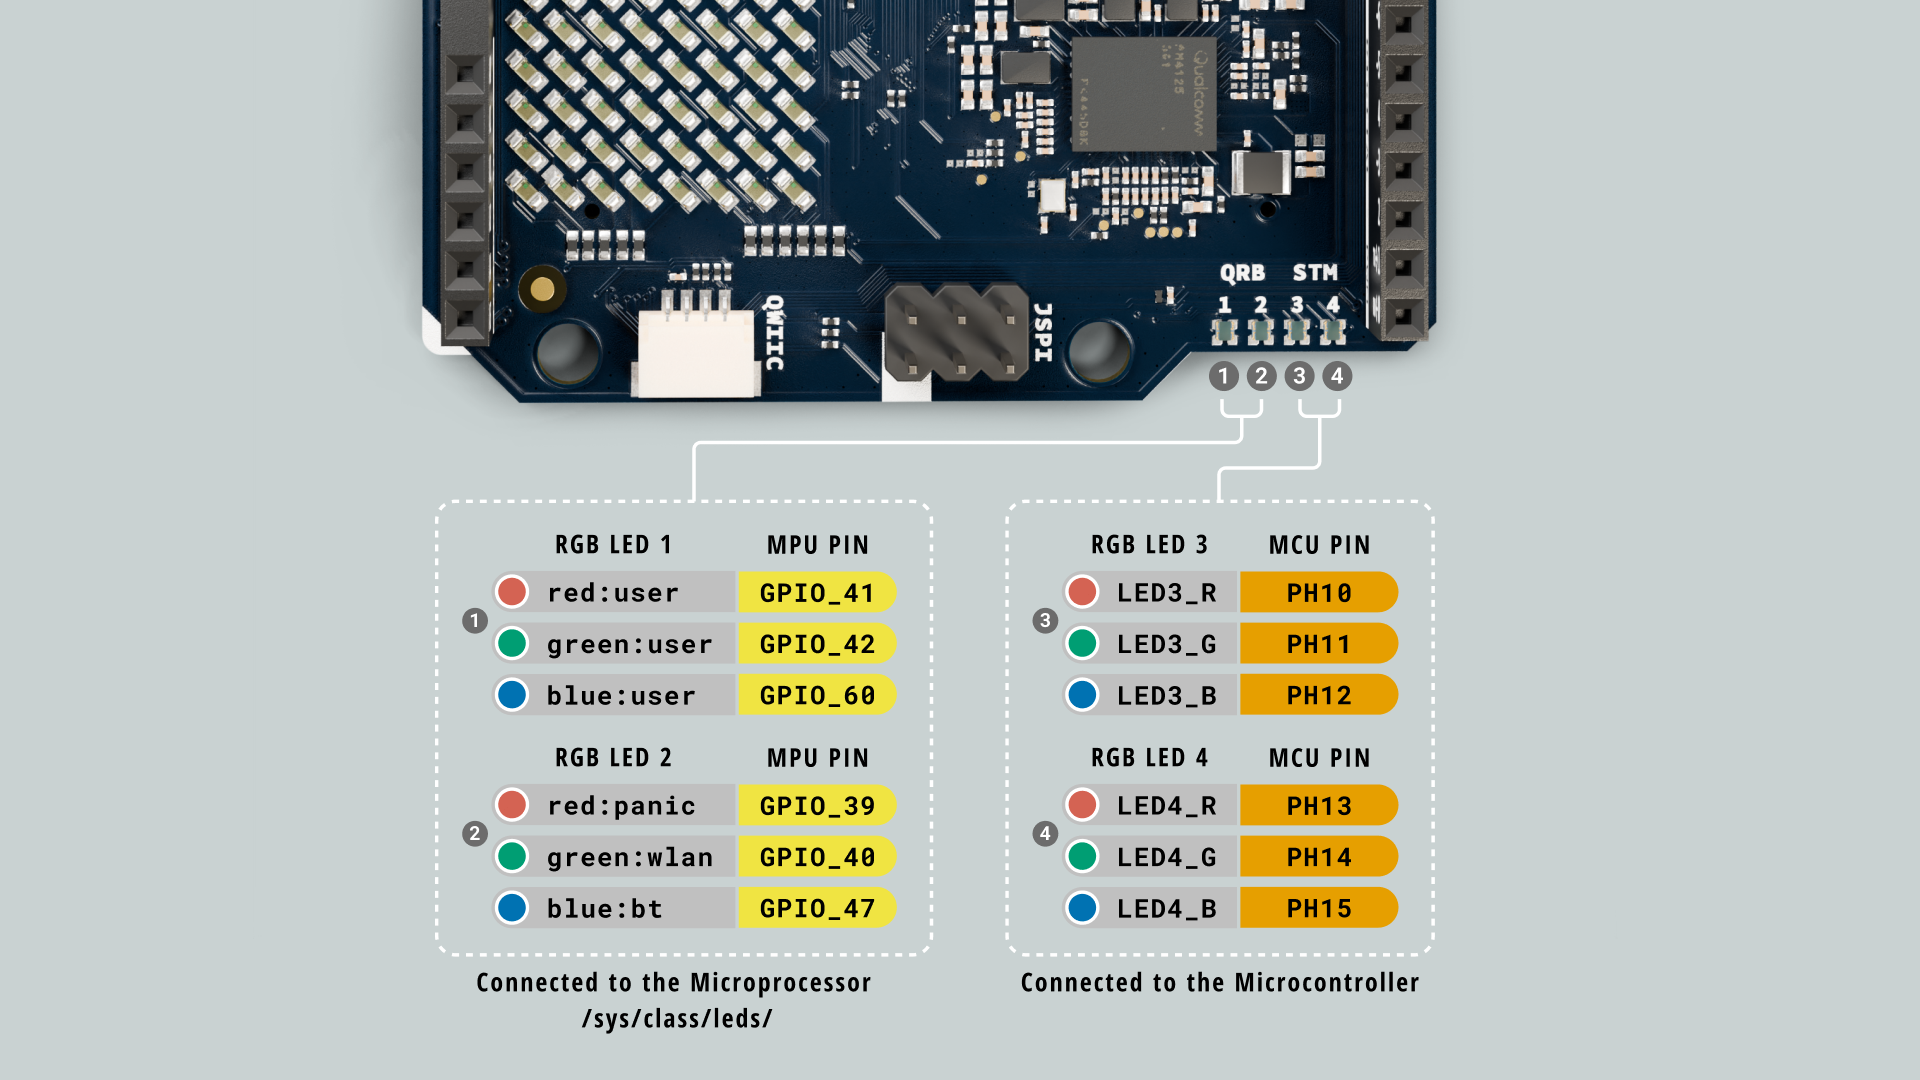 Qualcomm
QRB STM
1 2 3 4
QWIIC
JSPI
1 2 3 4
RGB LED 1 MPU PIN
1
red:user GPIO_41
green:user GPIO_42
blue:user GPIO_60
RGB LED 2 MPU PIN
2
red:panic GPIO_39
green:wlan GPIO_40
blue:bt GPIO_47
Connected to the Microprocessor
/sys/class/leds/
RGB LED 3 MCU PIN
3
LED3_R PH10
LED3_G PH11
LED3_B PH12
RGB LED 4 MCU PIN
4
LED4_R PH13
LED4_G PH14
LED4_B PH15
Connected to the Microcontroller